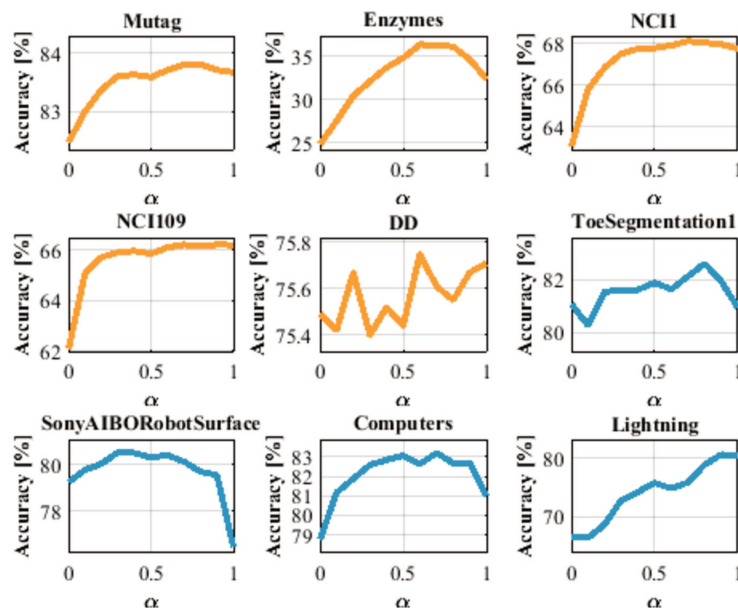 Mutag
Enzymes
NCI1
Accuracy [%]
84
83
0
0.5
1
α
Accuracy [%]
35
30
25
0
0.5
1
α
Accuracy [%]
68
66
64
0
0.5
1
α
NCI109
DD
ToeSegmentation1
Accuracy [%]
66
64
62
0
0.5
1
α
Accuracy [%]
75.8
75.6
75.4
0
0.5
1
α
Accuracy [%]
82
80
0
0.5
1
α
SonyAIBORobotSurface
Computers
Lightning
Accuracy [%]
80
78
0
0.5
1
α
Accuracy [%]
83
82
81
80
79
0
0.5
1
α
Accuracy [%]
80
70
0
0.5
1
α